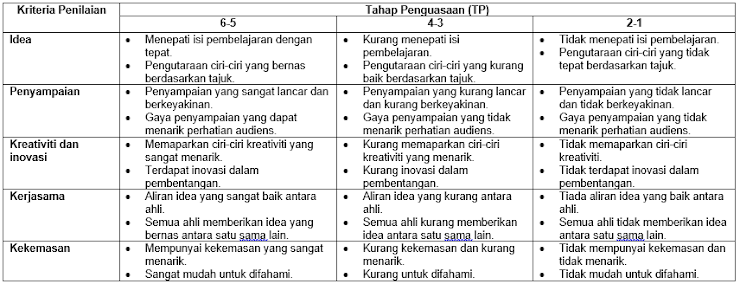 Kriteria Penilaian
Tahap Penguasaan (TP)
6-5
4-3
2-1
Idea
• Menepati isi pembelajaran dengan
tepat.
• Pengutaraan ciri-ciri yang bernas
berdasarkan tajuk.
• Kurang menepati isi
pembelajaran.
• Pengutaraan ciri-ciri yang kurang
baik berdasarkan tajuk.
• Tidak menepati isi pembelajaran.
• Pengutaraan ciri-ciri yang tidak
tepat berdasarkan tajuk.
Penyampaian
• Penyampaian yang sangat lancar dan
berkeyakinan.
• Gaya penyampaian yang dapat
menarik perhatian audiens.
• Penyampaian yang kurang lancar
dan kurang berkeyakinan.
• Gaya penyampaian yang tidak
menarik perhatian audiens.
• Penyampaian yang tidak lancar
dan tidak berkeyakinan.
• Gaya penyampaian yang tidak
menarik perhatian audiens.
Kreativiti dan
inovasi
• Memaparkan ciri-ciri kreativiti yang
sangat menarik.
• Terdapat inovasi dalam
pembentangan.
• Kurang memaparkan ciri-ciri
kreativiti yang menarik.
• Kurang inovasi dalam
pembentangan.
• Tidak memaparkan ciri-ciri
kreativiti.
• Tidak terdapat inovasi dalam
pembentangan.
Kerjasama
• Aliran idea yang sangat baik antara
ahli.
• Semua ahli memberikan idea yang
bernas antara satu sama lain.
• Aliran idea yang kurang antara
ahli.
• Semua ahli kurang memberikan
idea antara satu sama lain.
• Tiada aliran idea yang baik antara
ahli.
• Semua ahli tidak memberikan idea
antara satu sama lain.
Kekemasan
• Mempunyai kekemasan yang sangat
menarik.
• Sangat mudah untuk difahami.
• Kurang kekemasan dan kurang
menarik.
• Kurang untuk difahami.
• Tidak mempunyai kekemasan dan
tidak menarik.
• Tidak mudah untuk difahami.